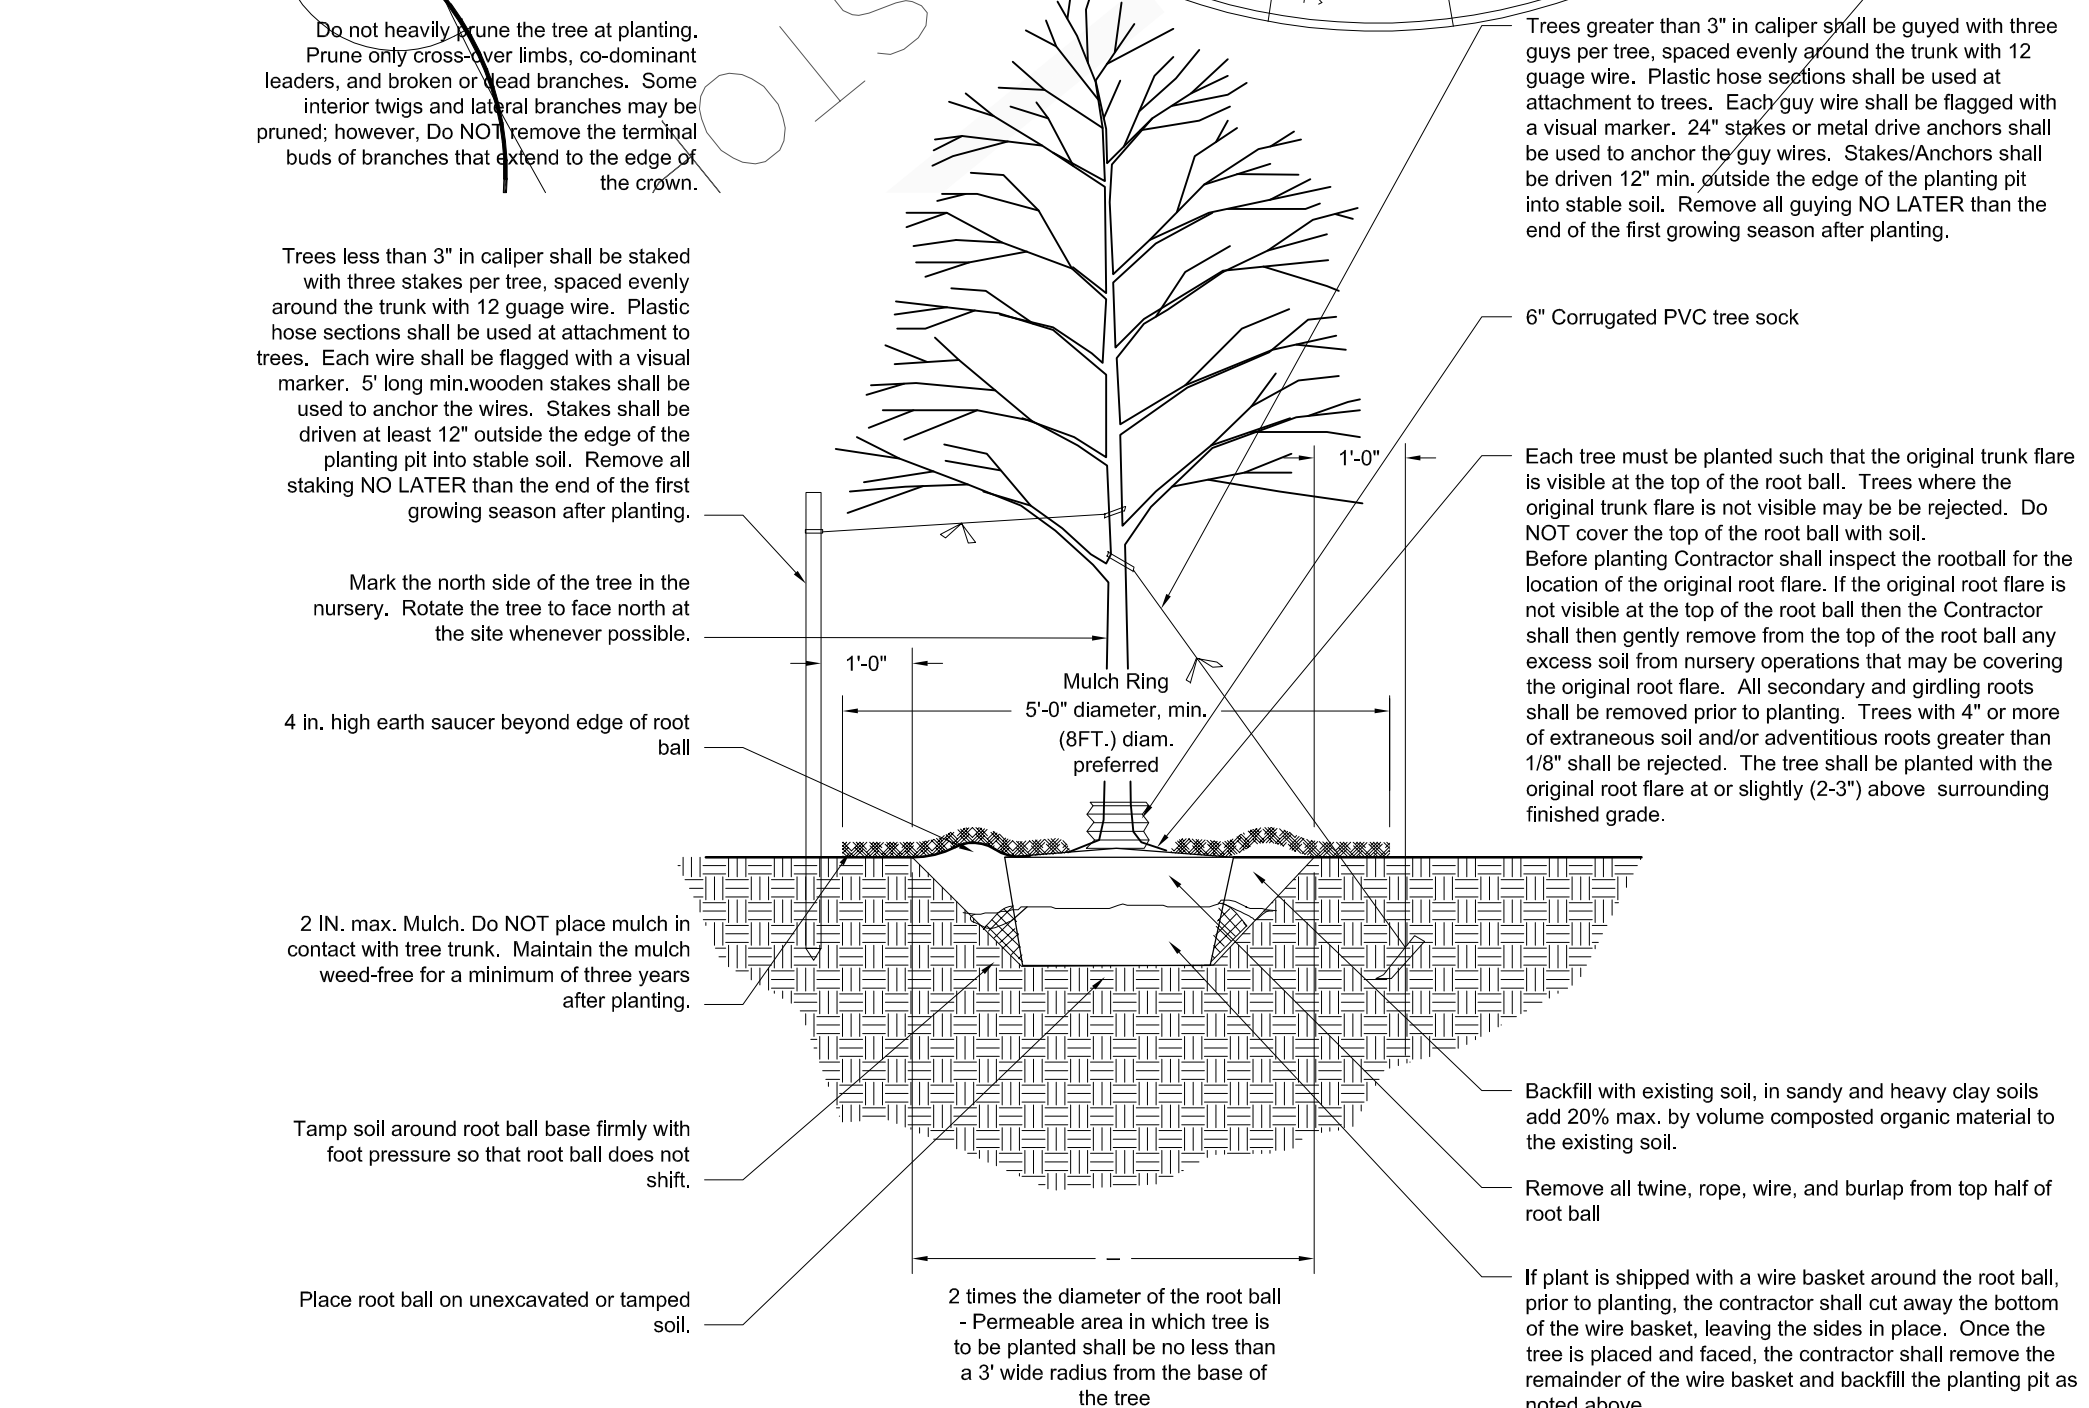 Do not heavily prune the tree at planting.
Prune only cross-over limbs, co-dominant
leaders, and broken or dead branches. Some
interior twigs and lateral branches may be
pruned; however, Do NOT remove the terminal
buds of branches that extend to the edge of
the crown.
Trees less than 3" in caliper shall be staked
with three stakes per tree, spaced evenly
around the trunk with 12 guage wire. Plastic
hose sections shall be used at attachment to
trees. Each wire shall be flagged with a visual
marker. 5' long min.wooden stakes shall be
used to anchor the wires. Stakes shall be
driven at least 12" outside the edge of the
planting pit into stable soil. Remove all
staking NO LATER than the end of the first
growing season after planting.
Mark the north side of the tree in the
nursery. Rotate the tree to face north at
the site whenever possible.
4 in. high earth saucer beyond edge of root
ball
2 IN. max. Mulch. Do NOT place mulch in
contact with tree trunk. Maintain the mulch
weed-free for a minimum of three years
after planting.
Tamp soil around root ball base firmly with
foot pressure so that root ball does not
shift.
Place root ball on unexcavated or tamped
soil.
OIS
1'-0"
1'-0"
Mulch Ring
5'-0" diameter, min.
(8FT.) diam.
preferred
2 times the diameter of the root ball
- Permeable area in which tree is
to be planted shall be no less than
a 3' wide radius from the base of
the tree
Trees greater than 3" in caliper shall be guyed with three
guys per tree, spaced evenly around the trunk with 12
guage wire. Plastic hose sections shall be used at
attachment to trees. Each guy wire shall be flagged with
a visual marker. 24" stakes or metal drive anchors shall
be used to anchor the guy wires. Stakes/Anchors shall
be driven 12" min. outside the edge of the planting pit
into stable soil. Remove all guying NO LATER than the
end of the first growing season after planting.
6" Corrugated PVC tree sock
Each tree must be planted such that the original trunk flare
is visible at the top of the root ball. Trees where the
original trunk flare is not visible may be be rejected. Do
NOT cover the top of the root ball with soil.
Before planting Contractor shall inspect the rootball for the
location of the original root flare. If the original root flare is
not visible at the top of the root ball then the Contractor
shall then gently remove from the top of the root ball any
excess soil from nursery operations that may be covering
the original root flare. All secondary and girdling roots
shall be removed prior to planting. Trees with 4" or more
of extraneous soil and/or adventitious roots greater than
1/8" shall be rejected. The tree shall be planted with the
original root flare at or slightly (2-3") above surrounding
finished grade.
Backfill with existing soil, in sandy and heavy clay soils
add 20% max. by volume composted organic material to
the existing soil.
Remove all twine, rope, wire, and burlap from top half of
root ball
If plant is shipped with a wire basket around the root ball,
prior to planting, the contractor shall cut away the bottom
of the wire basket, leaving the sides in place. Once the
tree is placed and faced, the contractor shall remove the
remainder of the wire basket and backfill the planting pit as
noted above.